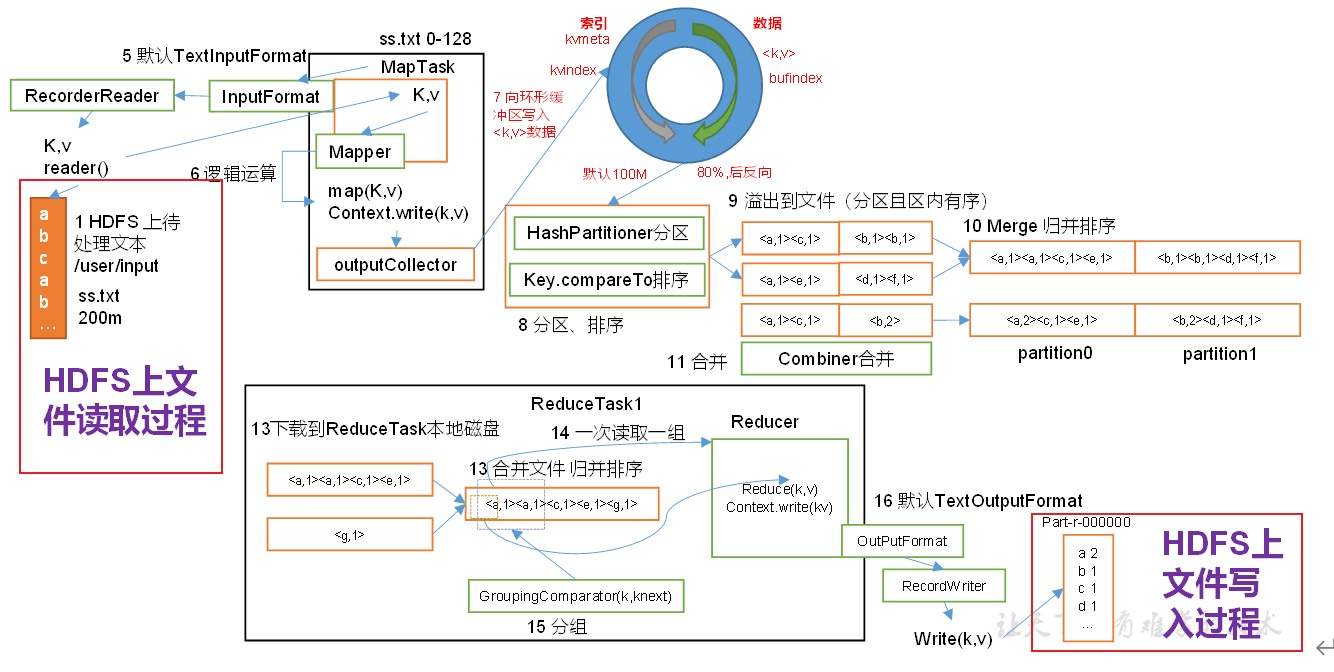 5 默认TextInputFormat
ss.txt 0-128
MapTask
RecorderReader
InputFormat
K,v
K,v
reader()
Mapper
6 逻辑运算
map(K,v)
Context.write(k,v)
outputCollector
a
b
c
a
b
...
1 HDFS 上待
处理文本
/user/input
ss.txt
200m
HDFS上文
件读取过程
索引
kvmeta
kvindex
数据
<k,v>
bufindex
7 向环形缓
冲区写入
<k,v>数据
默认100M
80%,后反向
HashPartitioner分区
Key.compareTo排序
8 分区、排序
9 溢出到文件（分区且区内有序）
<a,1><c,1>
<b,1><b,1>
<a,1><e,1>
<d,1><f,1>
<a,1><c,1>
<b,2>
11 合并
Combiner合并
10 Merge 归并排序
<a,1><a,1><c,1><e,1>
<b,1><b,1><d,1><f,1>
<a,2><c,1><e,1>
<b,2><d,1><f,1>
partition0
partition1
ReduceTask1
13下载到ReduceTask本地磁盘
<a,1><a,1><c,1><e,1>
<g,1>
13 合并文件 归并排序
<a,1><a,1><c,1><e,1><g,1>
14 一次读取一组
GroupingComparator(k,knext)
15 分组
Reducer
Reduce(k,v)
Context.write(kv)
16 默认TextOutputFormat
OutPutFormat
RecordWriter
Write(k,v)
Part-r-000000
a 2
b 1
c 1
d 1
...
HDFS上
文件写
入过程
让天 有难 术